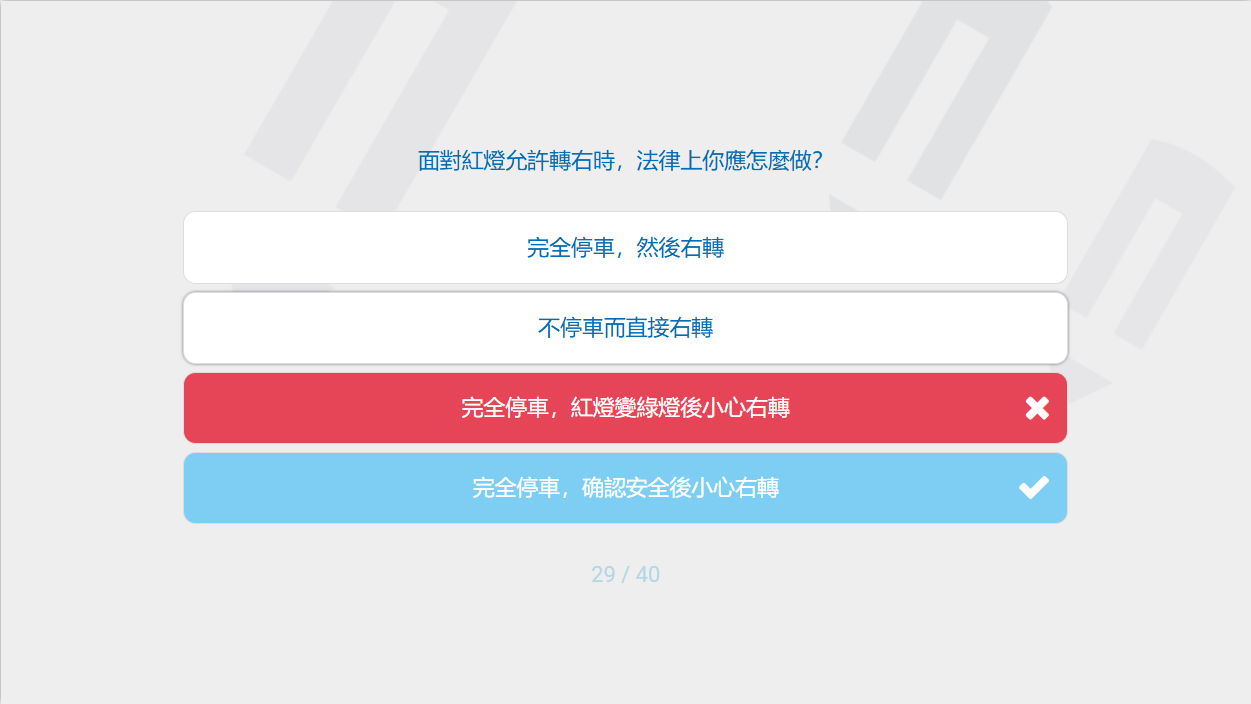 面對紅燈允許轉右時，法律上你應怎麼做？
完全停車，然後右轉
不停車而直接右轉
完全停車，紅燈變綠燈後小心右轉
完全停車，确認安全後小心右轉
29 / 40